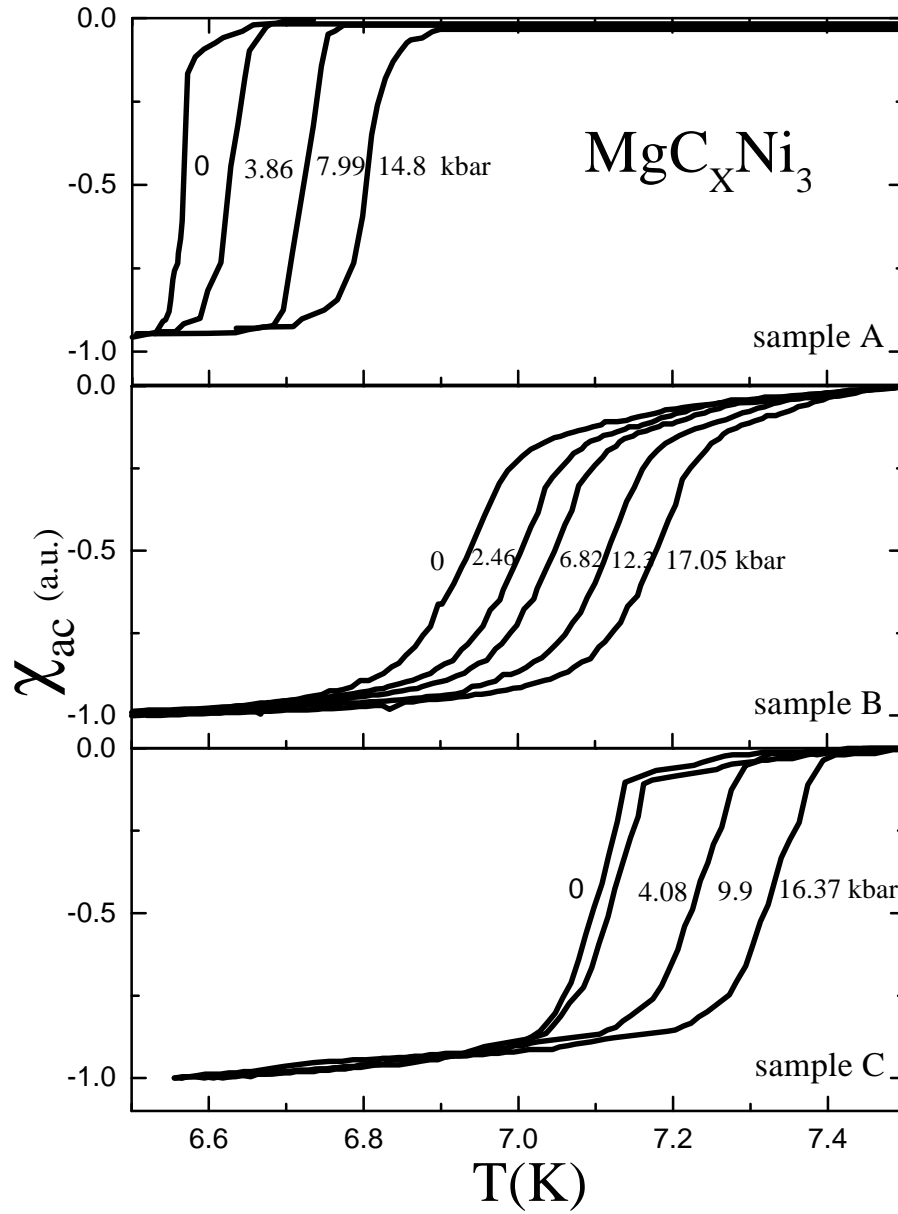 0.0
MgCXNi3
0 3.86 7.99 14.8 kbar
-0.5
sample A
-1.0
0.0
χac (a.u.)
0 2.46 6.82 12.3 17.05 kbar
-0.5
sample B
-1.0
0.0
0 4.08 9.9 16.37 kbar
-0.5
sample C
-1.0
6.6 6.8 7.0 7.2 7.4
T(K)